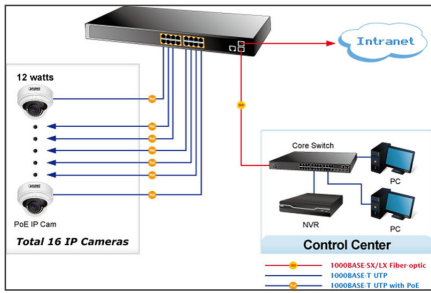 Intranet
12 watts
PoE IP Cam
Total 16 IP Cameras
Core Switch
PC
NVR
PC
Control Center
1000BASE-SX/LX Fiber-optic
1000BASE-T UTP
1000BASE-T UTP with PoE